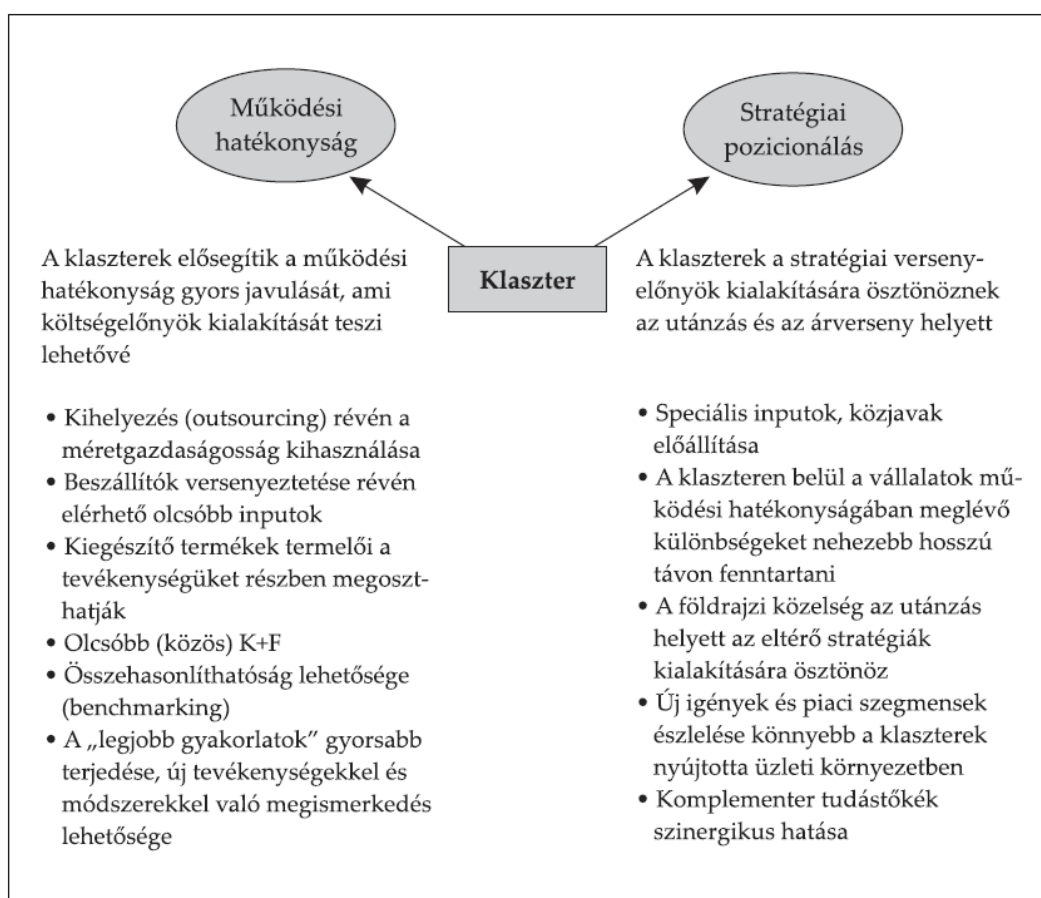 Működési
hatékonyság
Stratégiai
pozicionálás
Klaszter
A klaszterek elősegítik a működési
hatékonyság gyors javulását, ami
költségelőnyök kialakítását teszi
lehetővé
• Kihelyezés (outsourcing) révén a
méretgazdaságosság kihasználása
• Beszállítók versenyeztetése révén
elérhető olcsóbb inputok
• Kiegészítő termékek termelői a
tevékenységüket részben megoszt-
hatják
• Olcsóbb (közös) K+F
• Összehasonlíthatóság lehetősége
(benchmarking)
• A „legjobb gyakorlatok” gyorsabb
terjedése, új tevékenységekkel és
módszerekkel való megismerkedés
lehetősége
A klaszterek a stratégiai verseny-
előnyök kialakítására ösztönöznek
az utánzás és az árverseny helyett
• Speciális inputok, közjavak
előállítása
• A klaszteren belül a vállalatok mű-
ködési hatékonyságában meglévő
különbségeket nehezebb hosszú
távon fenntartani
• A földrajzi közelség az utánzás
helyett az eltérő stratégiák
kialakítására ösztönöz
• Új igények és piaci szegmensek
észlelése könnyebb a klaszterek
nyújtotta üzleti környezetben
• Komplementer tudástőkék
szinergikus hatása